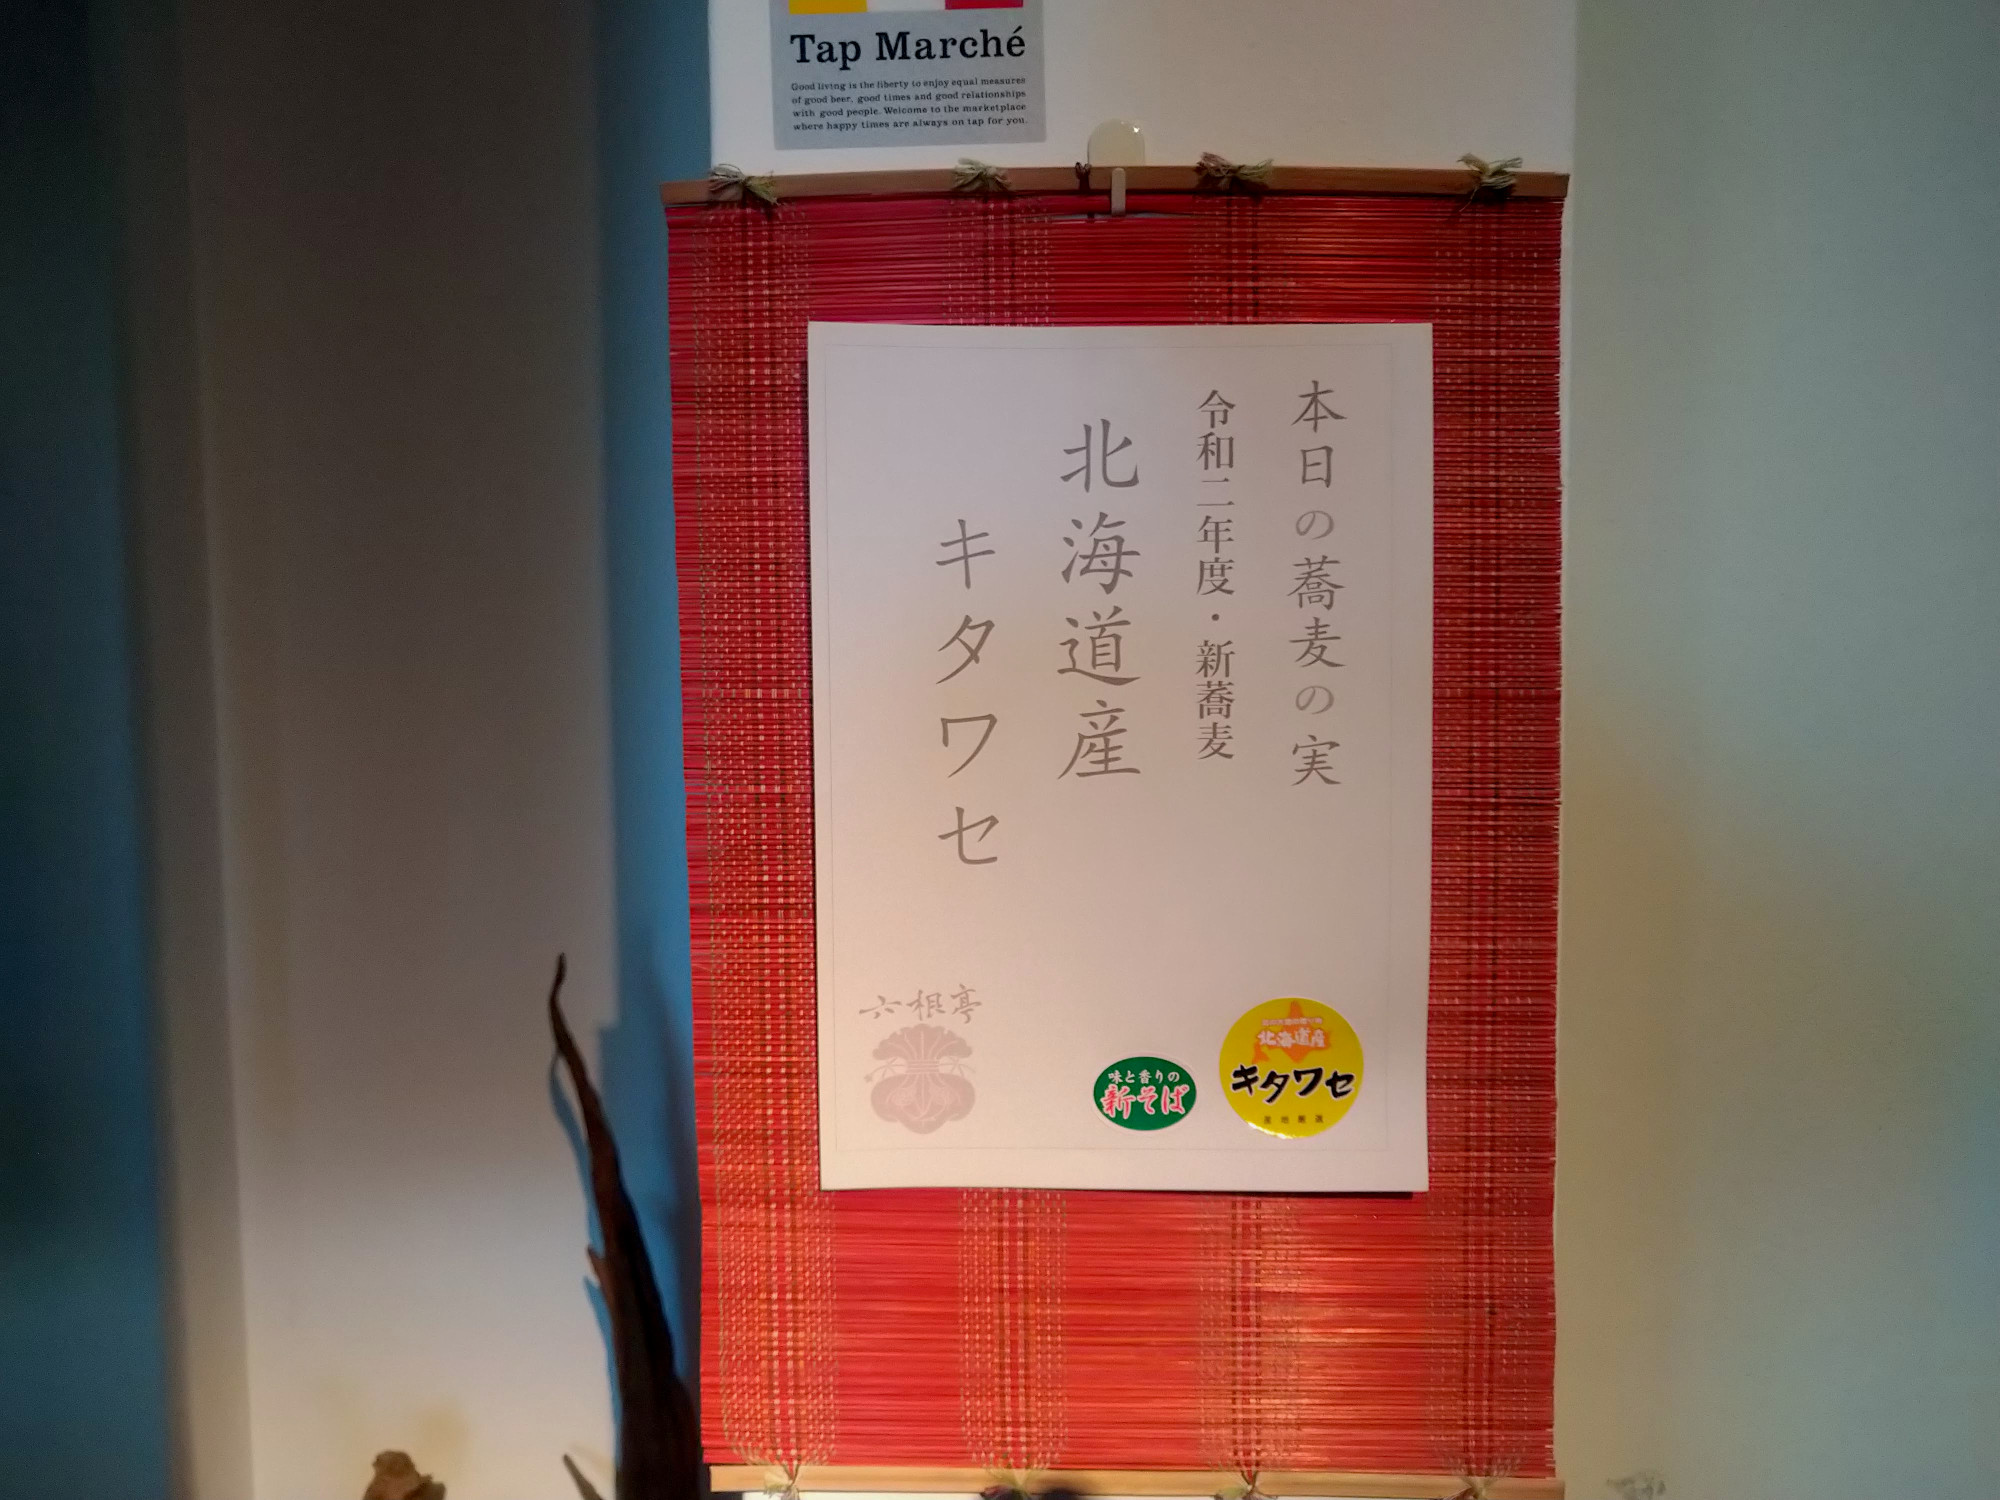 Tap Marché
Good living is the liberty to enjoy equal measures
of good beer, good times and good relationships
with good people. Welcome to the marketplace
where happy times are always on tap for you.
本日の蕎麦の実
令和二年度・新蕎麦
北海道産
キタワセ
六根亭
味と香りの
新そば
北海道産
キタワセ
産地厳選